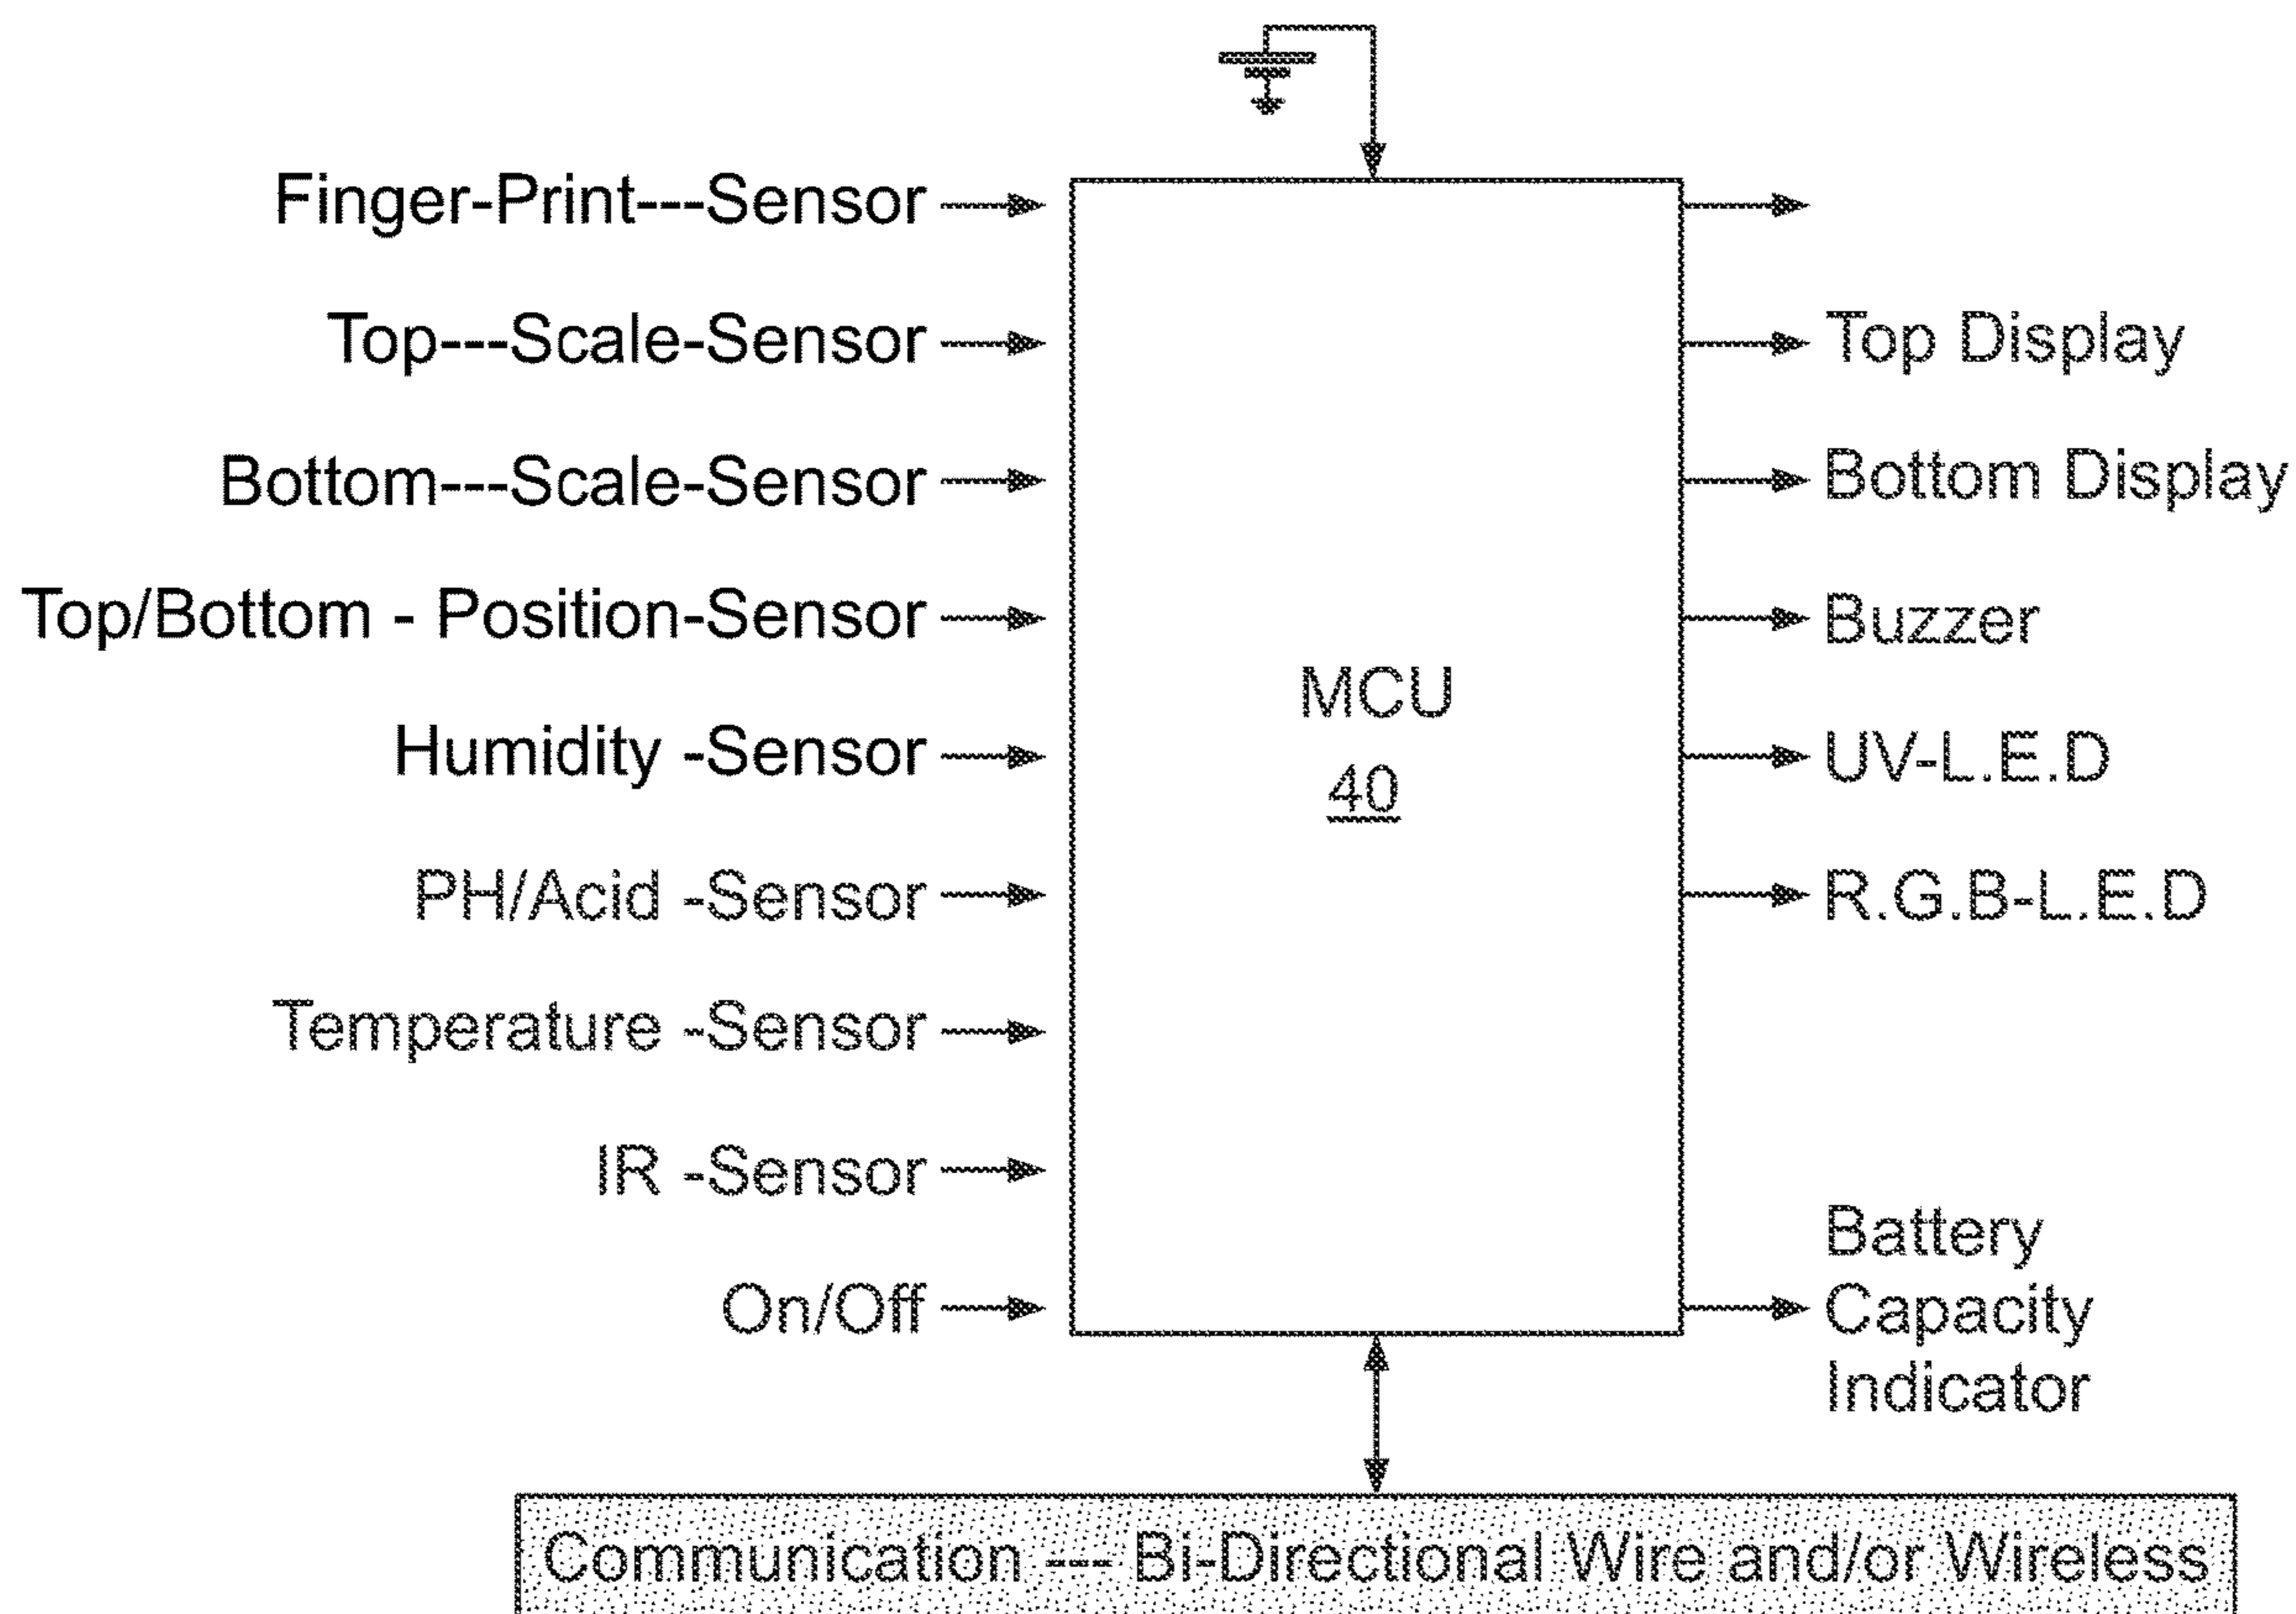 Finger-Print---Sensor
Top---Scale-Sensor
Bottom---Scale-Sensor
Top/Bottom - Position-Sensor
Humidity -Sensor
PH/Acid -Sensor
Temperature -Sensor
IR -Sensor
On/Off
MCU
40
Top Display
Bottom Display
Buzzer
UV-L.E.D
R.G.B-L.E.D
Battery
Capacity
Indicator
Communication --- Bi-Directional Wire and/or Wireless